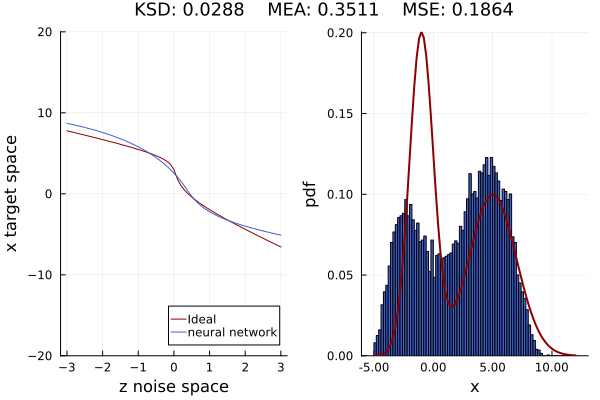 KSD: 0.0288 MEA: 0.3511 MSE: 0.1864
x target space
20
10
0
−10
−20
−3 −2 −1 0 1 2 3
z noise space
Ideal
neural network
pdf
0.20
0.15
0.10
0.05
0.00
-5.00 0.00 5.00 10.00
x